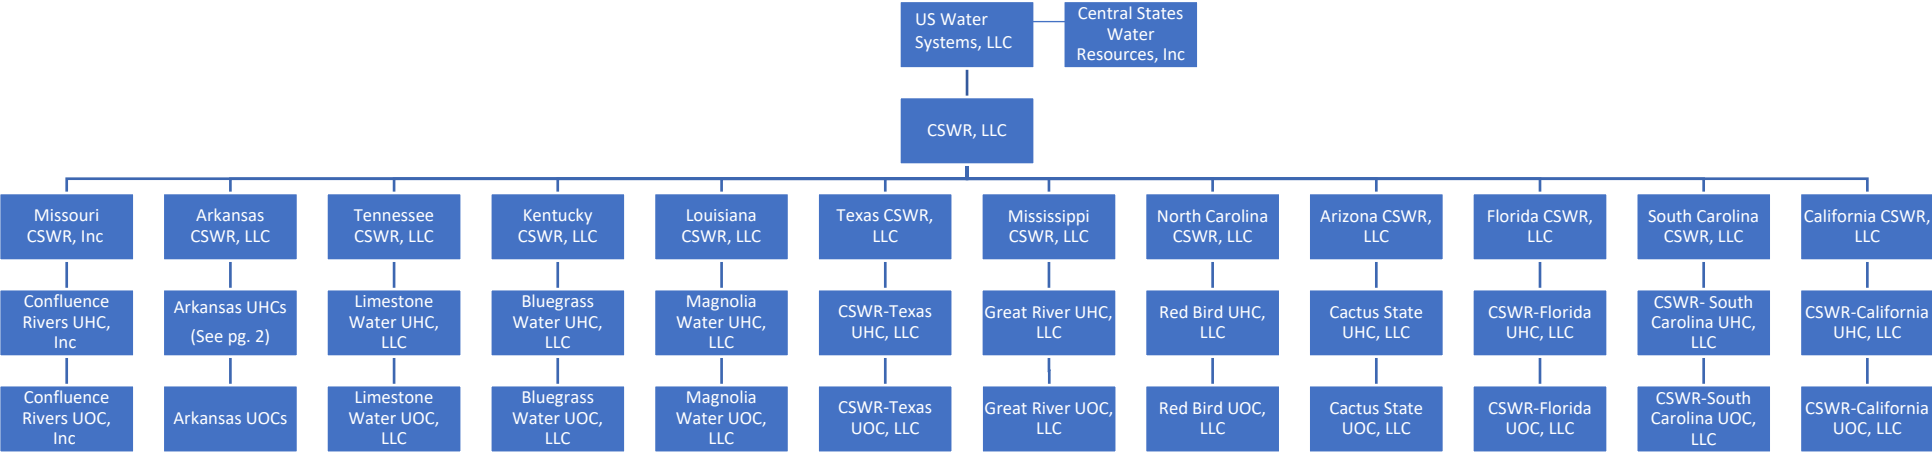 US Water
Systems, LLC
Central States
Water
Resources, Inc
CSWR, LLC
Missouri
CSWR, Inc
Arkansas
CSWR, LLC
Tennessee
CSWR, LLC
Kentucky
CSWR, LLC
Louisiana
CSWR, LLC
Texas CSWR,
LLC
Mississippi
CSWR, LLC
North Carolina
CSWR, LLC
Arizona CSWR,
LLC
Florida CSWR,
LLC
South Carolina
CSWR, LLC
California CSWR,
LLC
Confluence
Rivers UHC,
Inc
Arkansas UHCs
(See pg. 2)
Limestone
Water UHC,
LLC
Bluegrass
Water UHC,
LLC
Magnolia
Water UHC,
LLC
CSWR-Texas
UHC, LLC
Great River UHC,
LLC
Red Bird UHC,
LLC
Cactus State
UHC, LLC
CSWR-Florida
UHC, LLC
CSWR- South
Carolina UHC,
LLC
CSWR-California
UHC, LLC
Confluence
Rivers UOC,
Inc
Arkansas UOCs
Limestone
Water UOC,
LLC
Bluegrass
Water UOC,
LLC
Magnolia
Water UOC,
LLC
CSWR-Texas
UOC, LLC
Great River UOC,
LLC
Red Bird UOC,
LLC
Cactus State
UOC, LLC
CSWR-Florida
UOC, LLC
CSWR-South
Carolina UOC,
LLC
CSWR-California
UOC, LLC